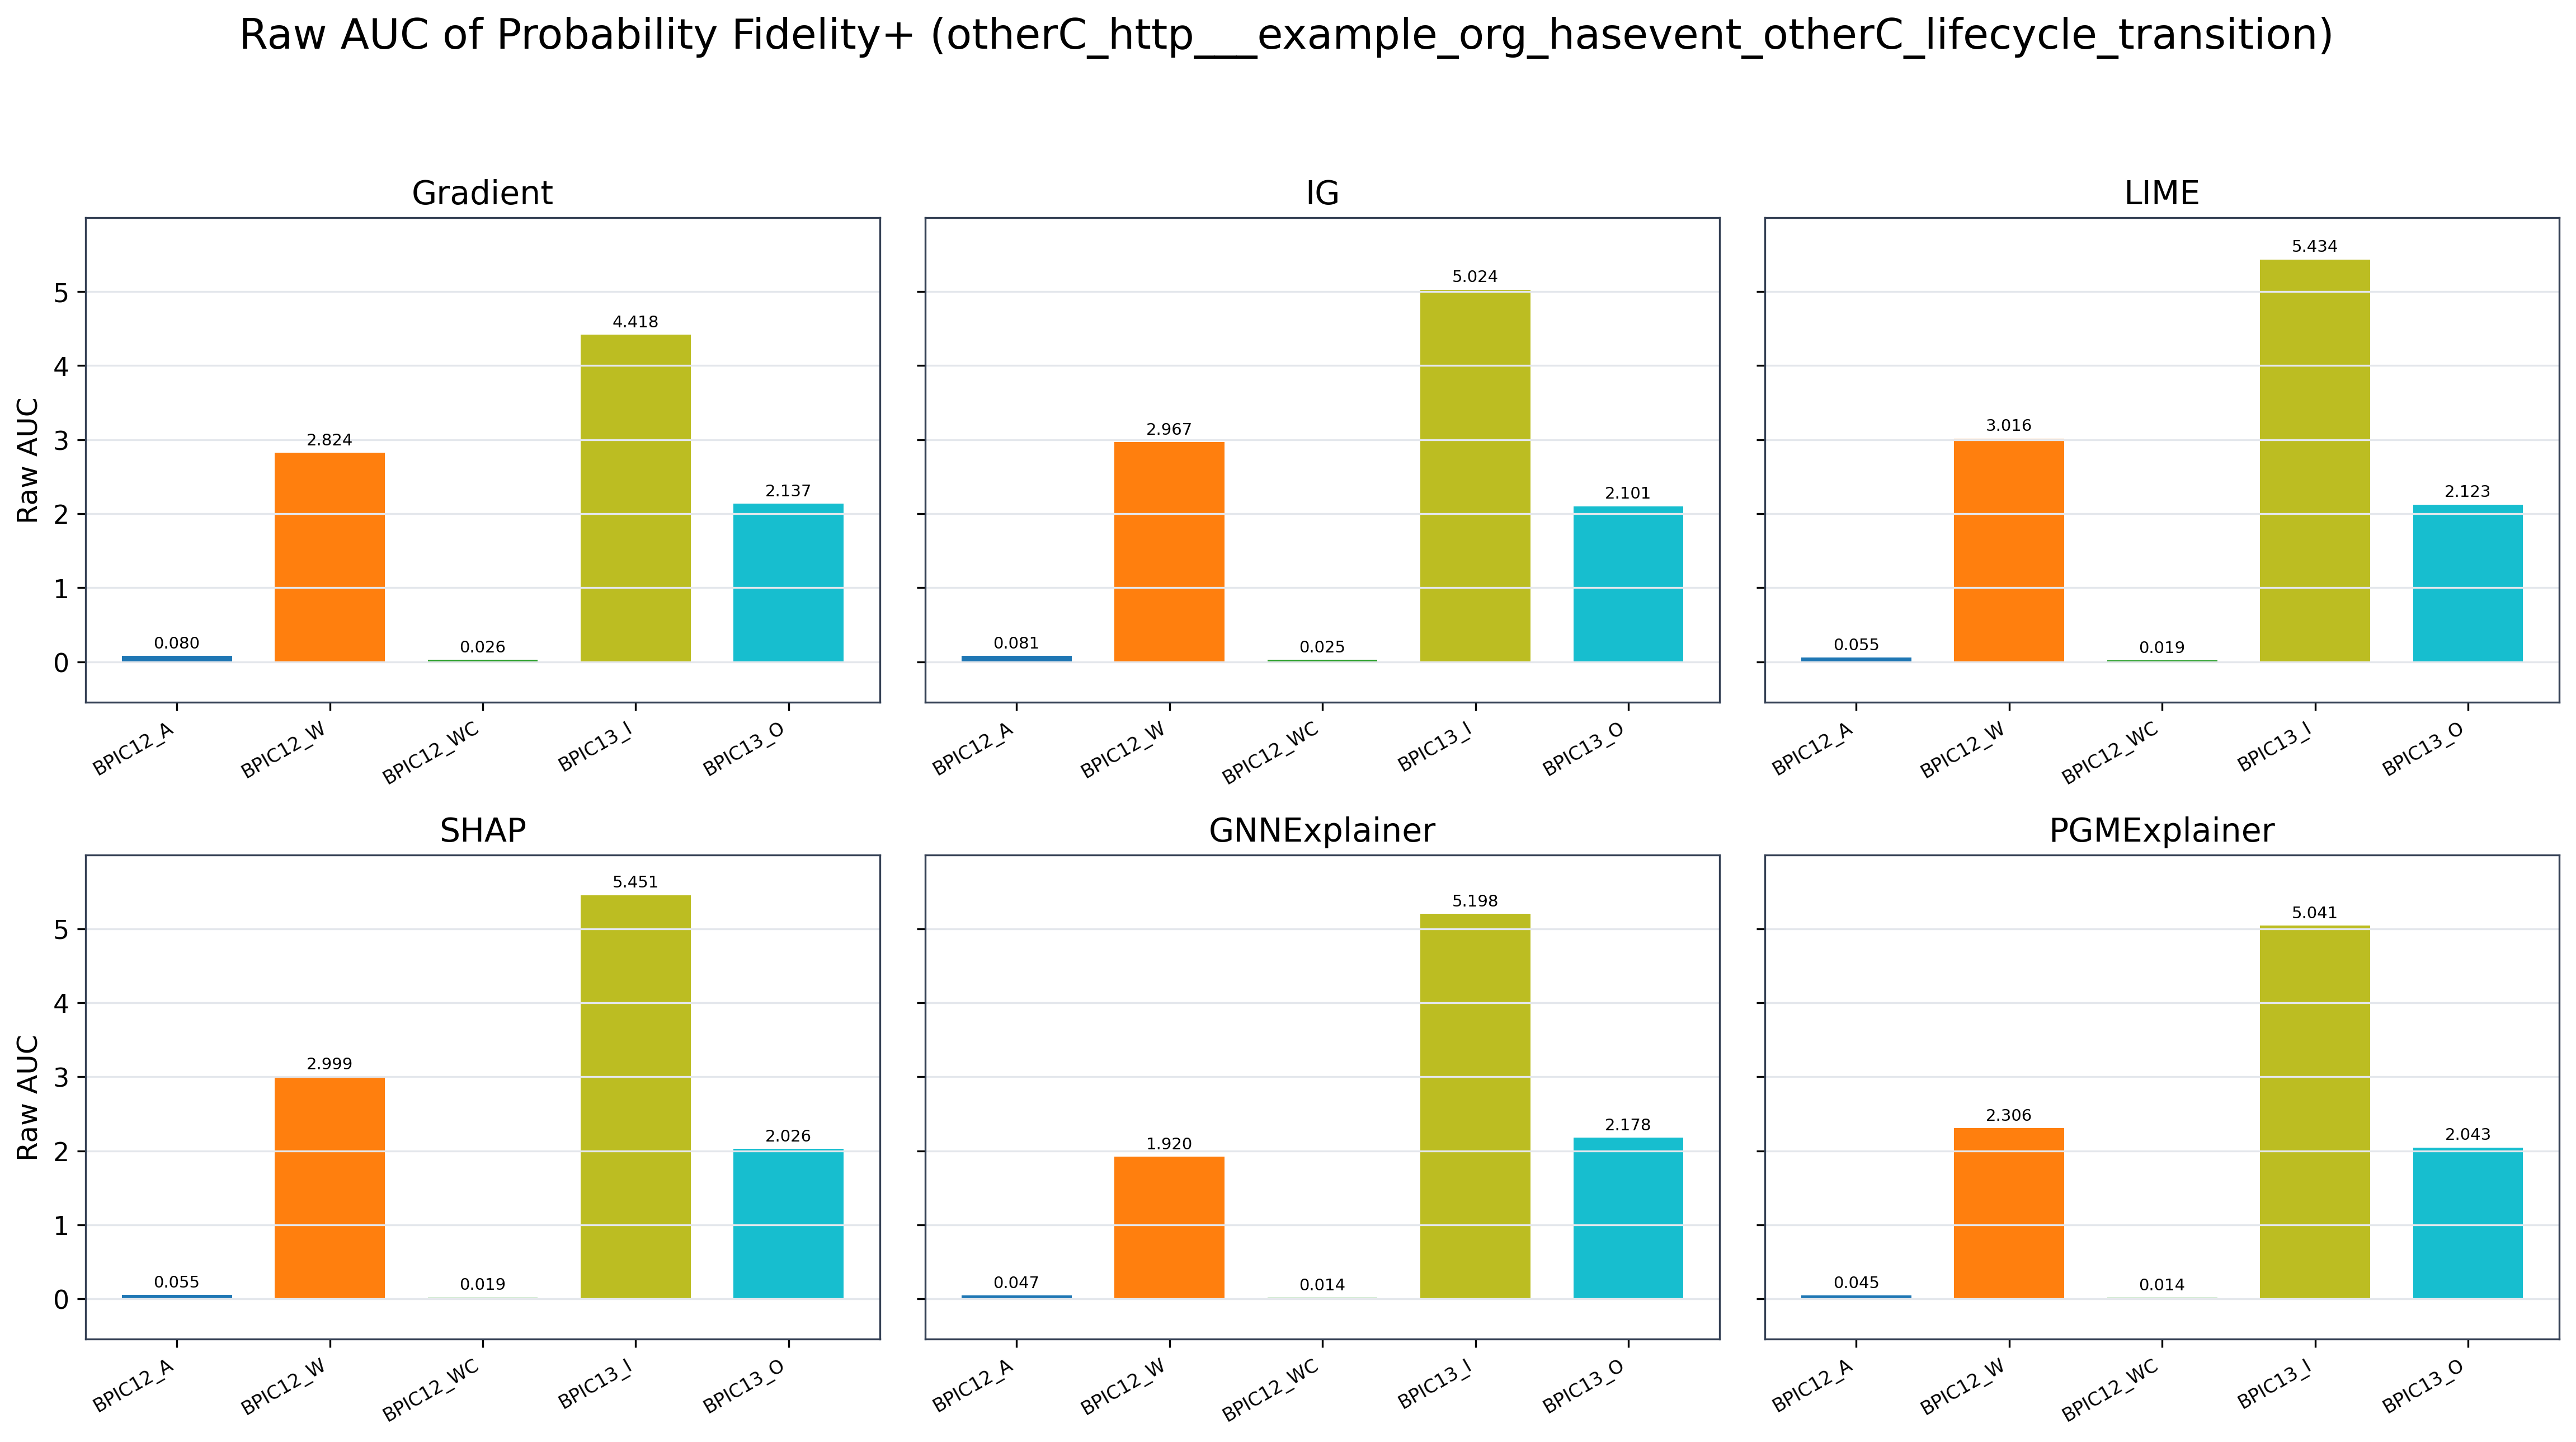 Raw AUC of Probability Fidelity+ (otherC_http___example_org_hasevent_otherC_lifecycle_transition)
Gradient
Raw AUC
5
4
3
2
1
0
0.080
2.824
0.026
4.418
2.137
BPIC12_A
BPIC12_W
BPIC12_WC
BPIC13_I
BPIC13_O
IG
0.081
2.967
0.025
5.024
2.101
BPIC12_A
BPIC12_W
BPIC12_WC
BPIC13_I
BPIC13_O
LIME
0.055
3.016
0.019
5.434
2.123
BPIC12_A
BPIC12_W
BPIC12_WC
BPIC13_I
BPIC13_O
SHAP
Raw AUC
5
4
3
2
1
0
0.055
2.999
0.019
5.451
2.026
BPIC12_A
BPIC12_W
BPIC12_WC
BPIC13_I
BPIC13_O
GNNExplainer
0.047
1.920
0.014
5.198
2.178
BPIC12_A
BPIC12_W
BPIC12_WC
BPIC13_I
BPIC13_O
PGMExplainer
0.045
2.306
0.014
5.041
2.043
BPIC12_A
BPIC12_W
BPIC12_WC
BPIC13_I
BPIC13_O